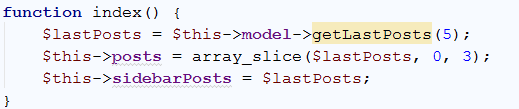 function index() {
$lastPosts = $this->model->getLastPosts(5);
$this->posts = array_slice($lastPosts, 0, 3);
$this->sidebarPosts = $lastPosts;
}